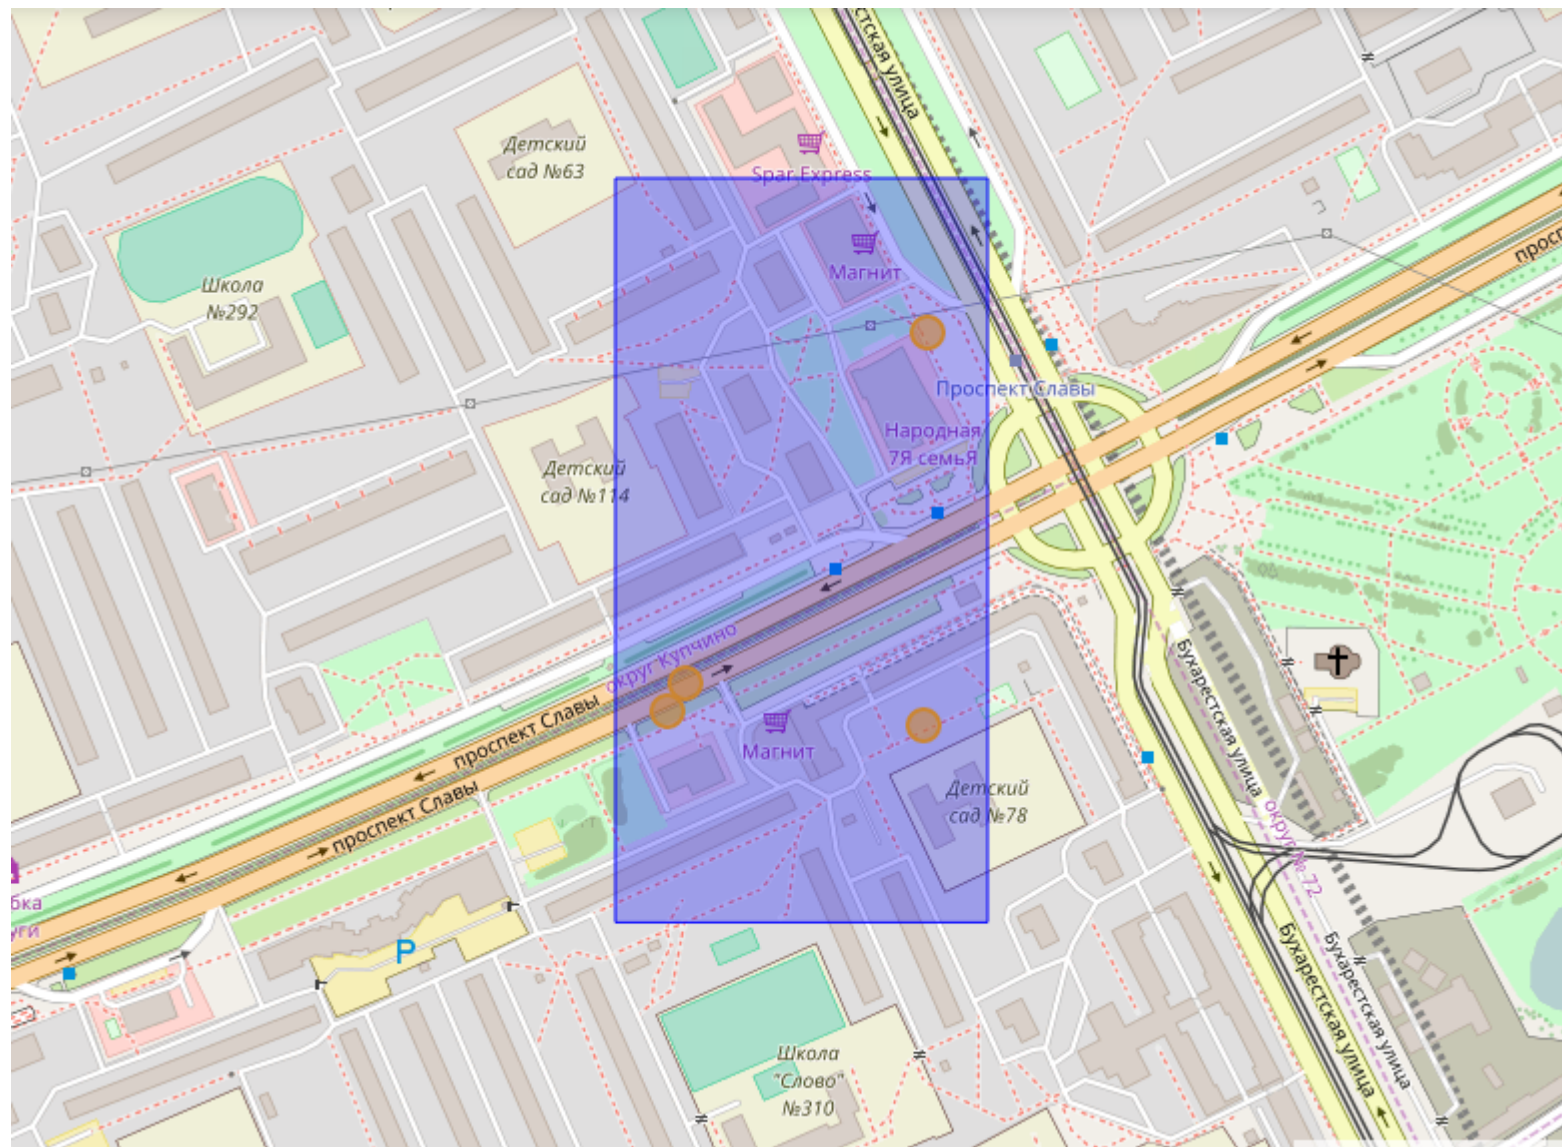 естская улица
Детский
сад №63
Spar Express
Школа
№292
Магнит
просп
Проспект Славы
Народная
7Я семьЯ
Детский
сад №114
округ Купчино
проспект Славы
проспект Славы
Магнит
Детский
сад №78
Бухарестская улица
округ № 72
бка
уги
P
Бухарестская улица
Бухарестская улица
Школа
"Слово"
№310